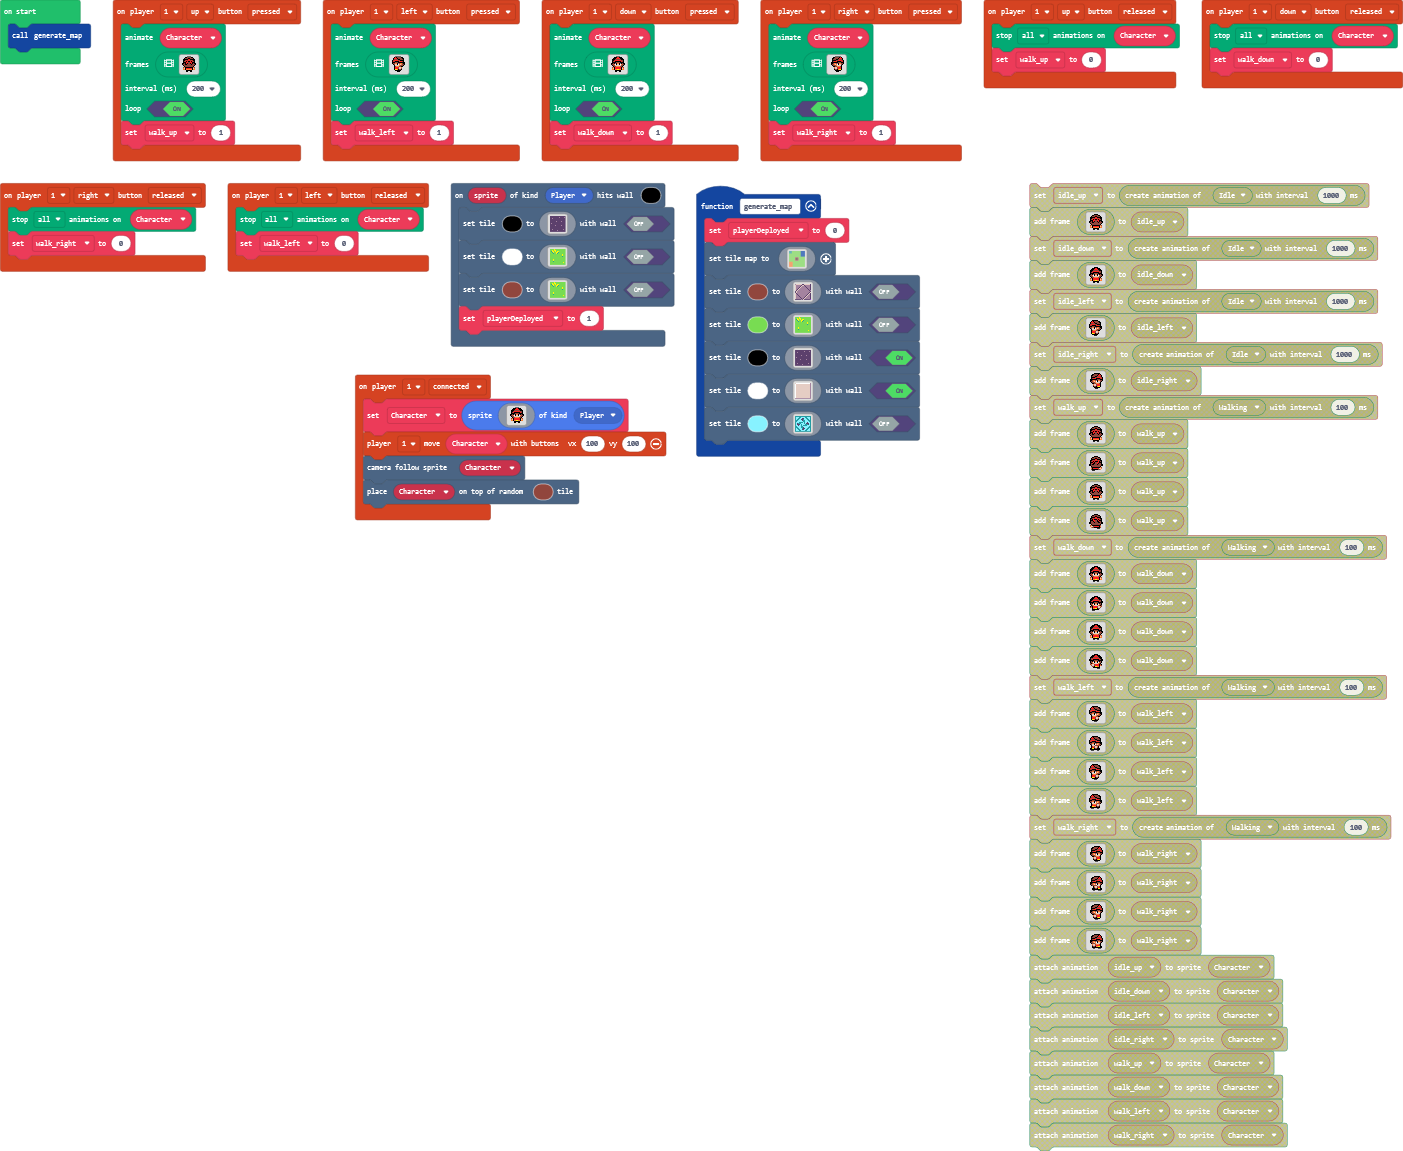 on start
call generate_map
on player 1 up button pressed
animate Character
frames
interval (ms) 200
loop ON
set walk_up to 1
on player 1 left button pressed
animate Character
frames
interval (ms) 200
loop ON
set walk_left to 1
on player 1 down button pressed
animate Character
frames
interval (ms) 200
loop ON
set walk_down to 1
on player 1 right button pressed
animate Character
frames
interval (ms) 200
loop ON
set walk_right to 1
on player 1 up button released
stop all animations on Character
set walk_up to 0
on player 1 down button released
stop all animations on Character
set walk_down to 0
on player 1 right button released
stop all animations on Character
set walk_right to 0
on player 1 left button released
stop all animations on Character
set walk_left to 0
on sprite of kind Player hits wall
set tile to with wall OFF
set tile to with wall OFF
set tile to with wall OFF
set playerDeployed to 1
function generate_map
set playerDeployed to 0
set tile map to
set tile to with wall OFF
set tile to with wall OFF
set tile to with wall ON
set tile to with wall ON
set tile to with wall OFF
on player 1 connected
set Character to sprite of kind Player
player 1 move Character with buttons vx 100 vy 100
camera follow sprite Character
place Character on top of random tile
set idle_up to create animation of Idle with interval 1000 ms
add frame to idle_up
set idle_down to create animation of Idle with interval 1000 ms
add frame to idle_down
set idle_left to create animation of Idle with interval 1000 ms
add frame to idle_left
set idle_right to create animation of Idle with interval 1000 ms
add frame to idle_right
set walk_up to create animation of Walking with interval 100 ms
add frame to walk_up
add frame to walk_up
add frame to walk_up
add frame to walk_up
set walk_down to create animation of Walking with interval 100 ms
add frame to walk_down
add frame to walk_down
add frame to walk_down
add frame to walk_down
set walk_left to create animation of Walking with interval 100 ms
add frame to walk_left
add frame to walk_left
add frame to walk_left
add frame to walk_left
set walk_right to create animation of Walking with interval 100 ms
add frame to walk_right
add frame to walk_right
add frame to walk_right
add frame to walk_right
attach animation idle_up to sprite Character
attach animation idle_down to sprite Character
attach animation idle_left to sprite Character
attach animation idle_right to sprite Character
attach animation walk_up to sprite Character
attach animation walk_down to sprite Character
attach animation walk_left to sprite Character
attach animation walk_right to sprite Character